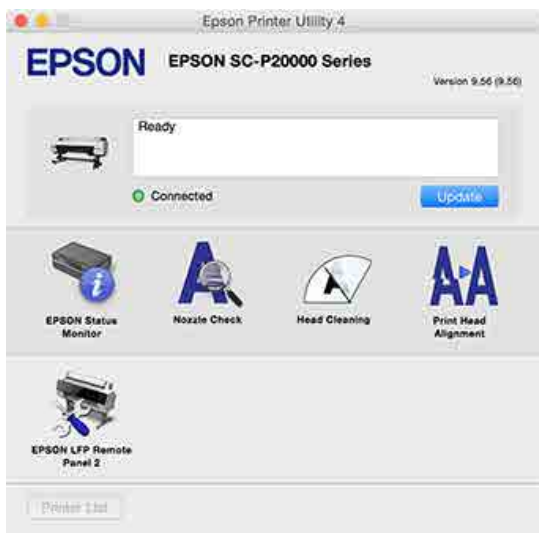 Epson Printer Utility 4
EPSON
EPSON SC-P20000 Series
Version 9.56 (9.56)
Ready
Connected
Update
EPSON Status
Monitor
Nozzle Check
Head Cleaning
Print Head
Alignment
EPSON LFP Remote
Panel 2
Printer List